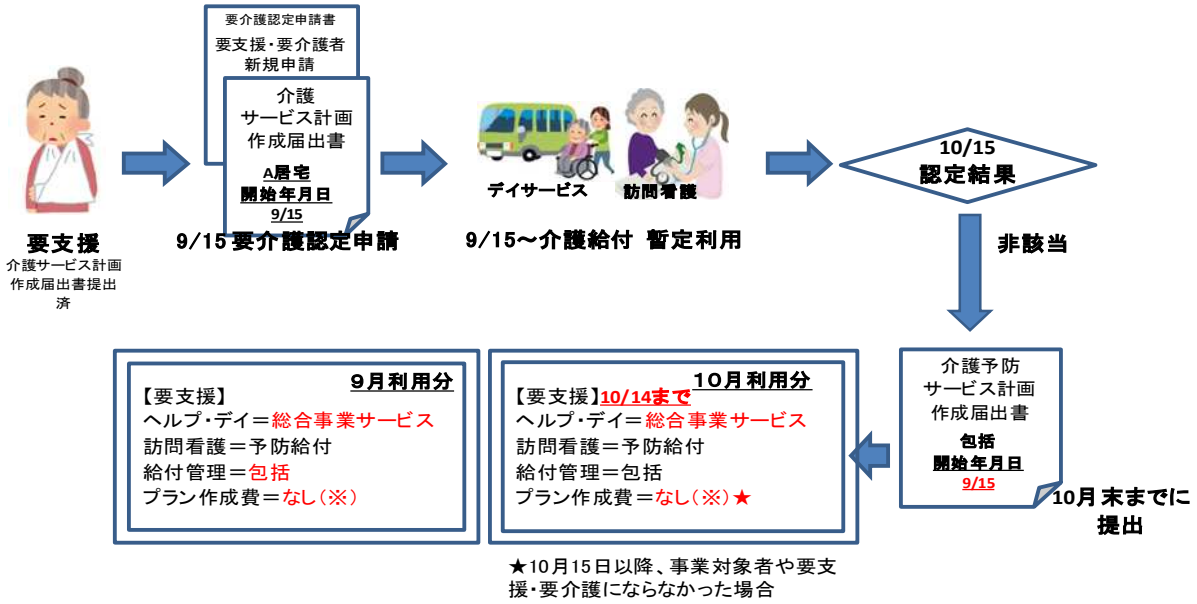 要介護認定申請書
要支援・要介護者
新規申請
介護
サービス計画
作成届出書
A居宅
開始年月日
9/15
要支援
介護サービス計画
作成届出書提出
済
9/15 要介護認定申請
デイサービス
訪問看護
9/15~介護給付 暫定利用
10/15
認定結果
非該当
介護予防
サービス計画
作成届出書
包括
開始年月日
9/15
10月末までに
提出
10月利用分
【要支援】10/14まで
ヘルプ・デイ=総合事業サービス
訪問看護=予防給付
給付管理=包括
プラン作成費=なし(※)★
★10月15日以降、事業対象者や要支
援・要介護にならなかった場合
9月利用分
【要支援】
ヘルプ・デイ=総合事業サービス
訪問看護=予防給付
給付管理=包括
プラン作成費=なし(※)